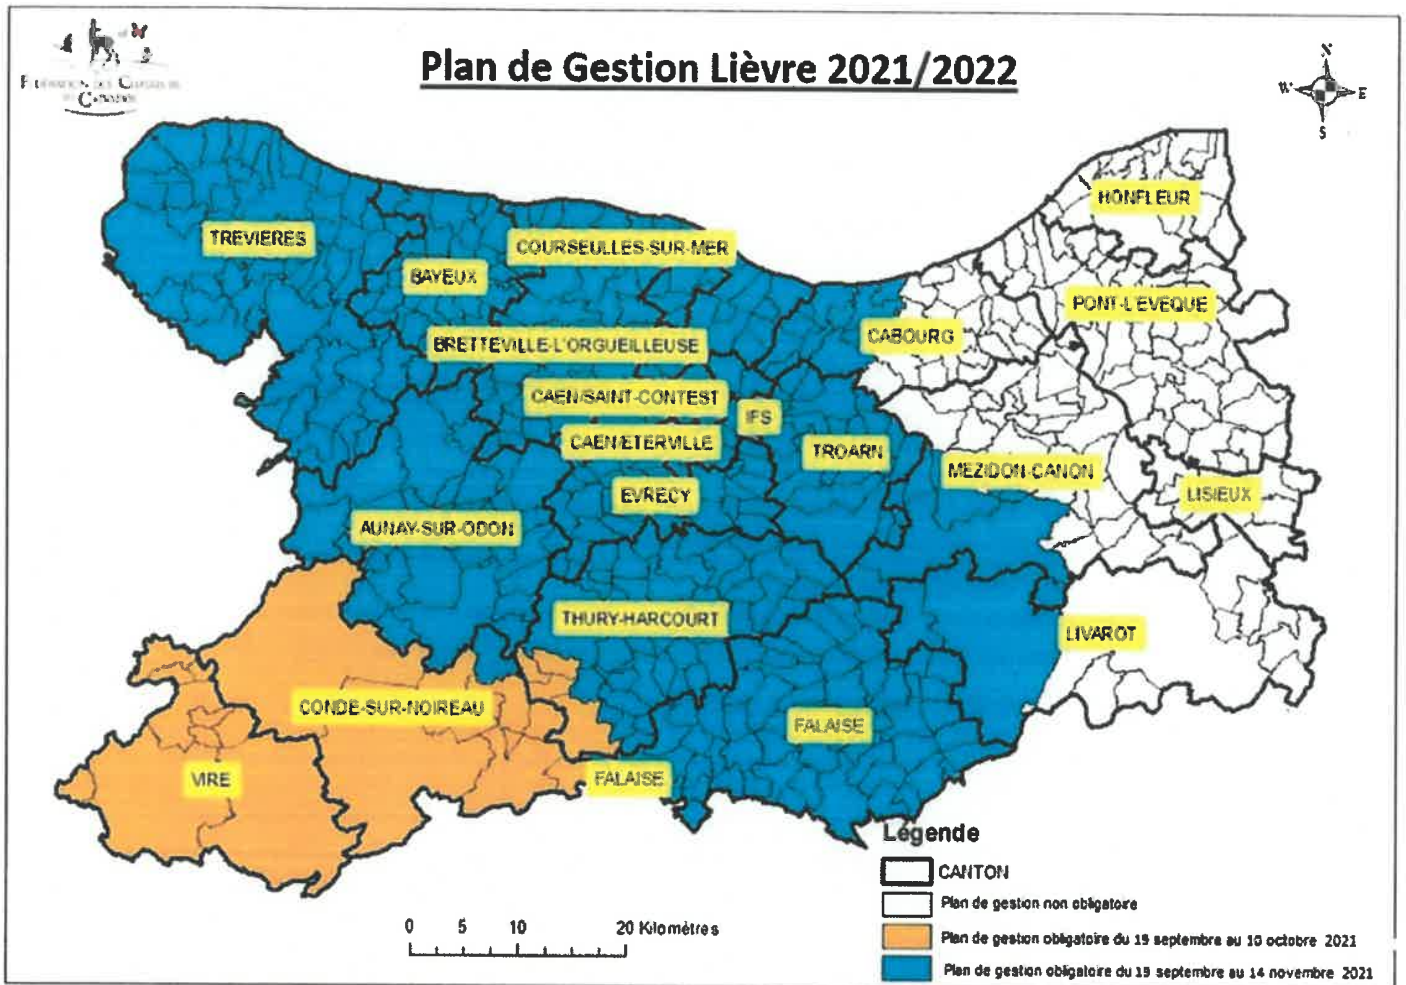 Plan de Gestion Lièvre 2021/2022
N
W
E
S
HONFLEUR
TREVIERES
COURSEULLES-SUR-MER
BAYEUX
PONT-L'EVEQUE
CABOURG
BRETTEVILLE-L'ORGUEILLEUSE
CAEN/SAINT-CONTEST
IFS
CAEN/ETERVILLE
TROARN
MEZIDON-CANON
LISIEUX
EVRECY
AUNAY-SUR-ODON
THURY-HARCOURT
LIVAROT
CONDE-SUR-NOIREAU
FALAISE
VIRE
FALAISE
Légende
CANTON
Plan de gestion non obligatoire
Plan de gestion obligatoire du 19 septembre au 10 octobre 2021
Plan de gestion obligatoire du 19 septembre au 14 novembre 2021
0 5 10 20 Kilomètres